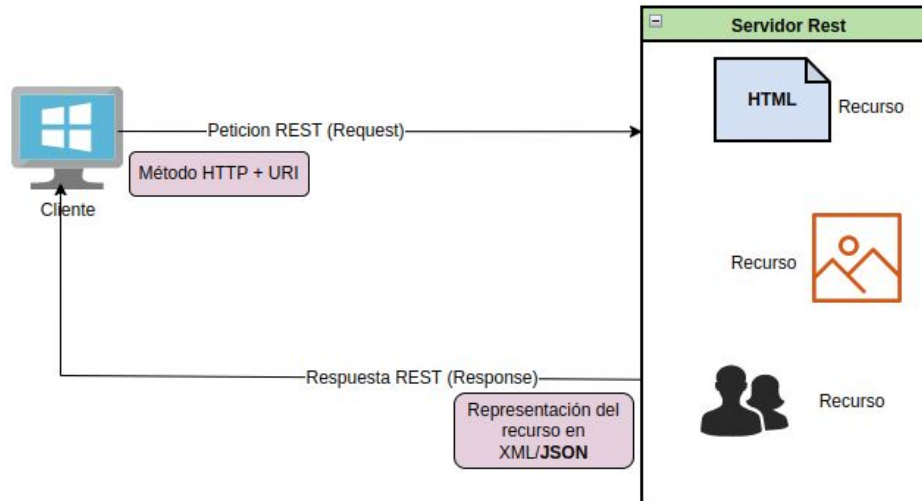 Servidor Rest
HTML
Recurso
Peticion REST (Request)
Método HTTP + URI
Cliente
Recurso
Respuesta REST (Response)
Recurso
Representación del
recurso en
XML/JSON